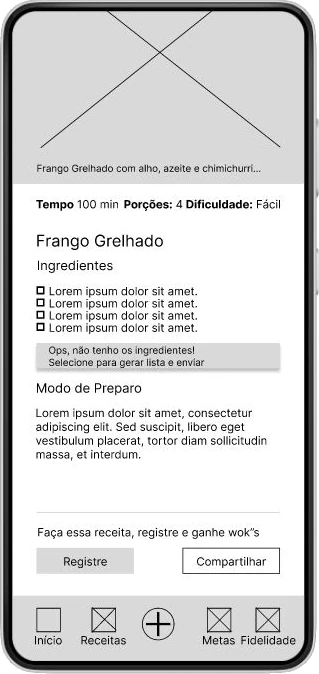 Frango Grelhado com alho, azeite e chimichurri...
Tempo 100 min Porções: 4 Dificuldade: Fácil
Frango Grelhado
Ingredientes
Lorem ipsum dolor sit amet.
Lorem ipsum dolor sit amet.
Lorem ipsum dolor sit amet.
Lorem ipsum dolor sit amet.
Ops, não tenho os ingredientes!
Selecione para gerar lista e enviar
Modo de Preparo
Lorem ipsum dolor sit amet, consectetur
adipiscing elit. Sed suscipit, libero eget
vestibulum placerat, tortor diam sollicitudin
massa, et interdum.
Faça essa receita, registre e ganhe wok"s
Registre Compartilhar
Início Receitas Metas Fidelidade